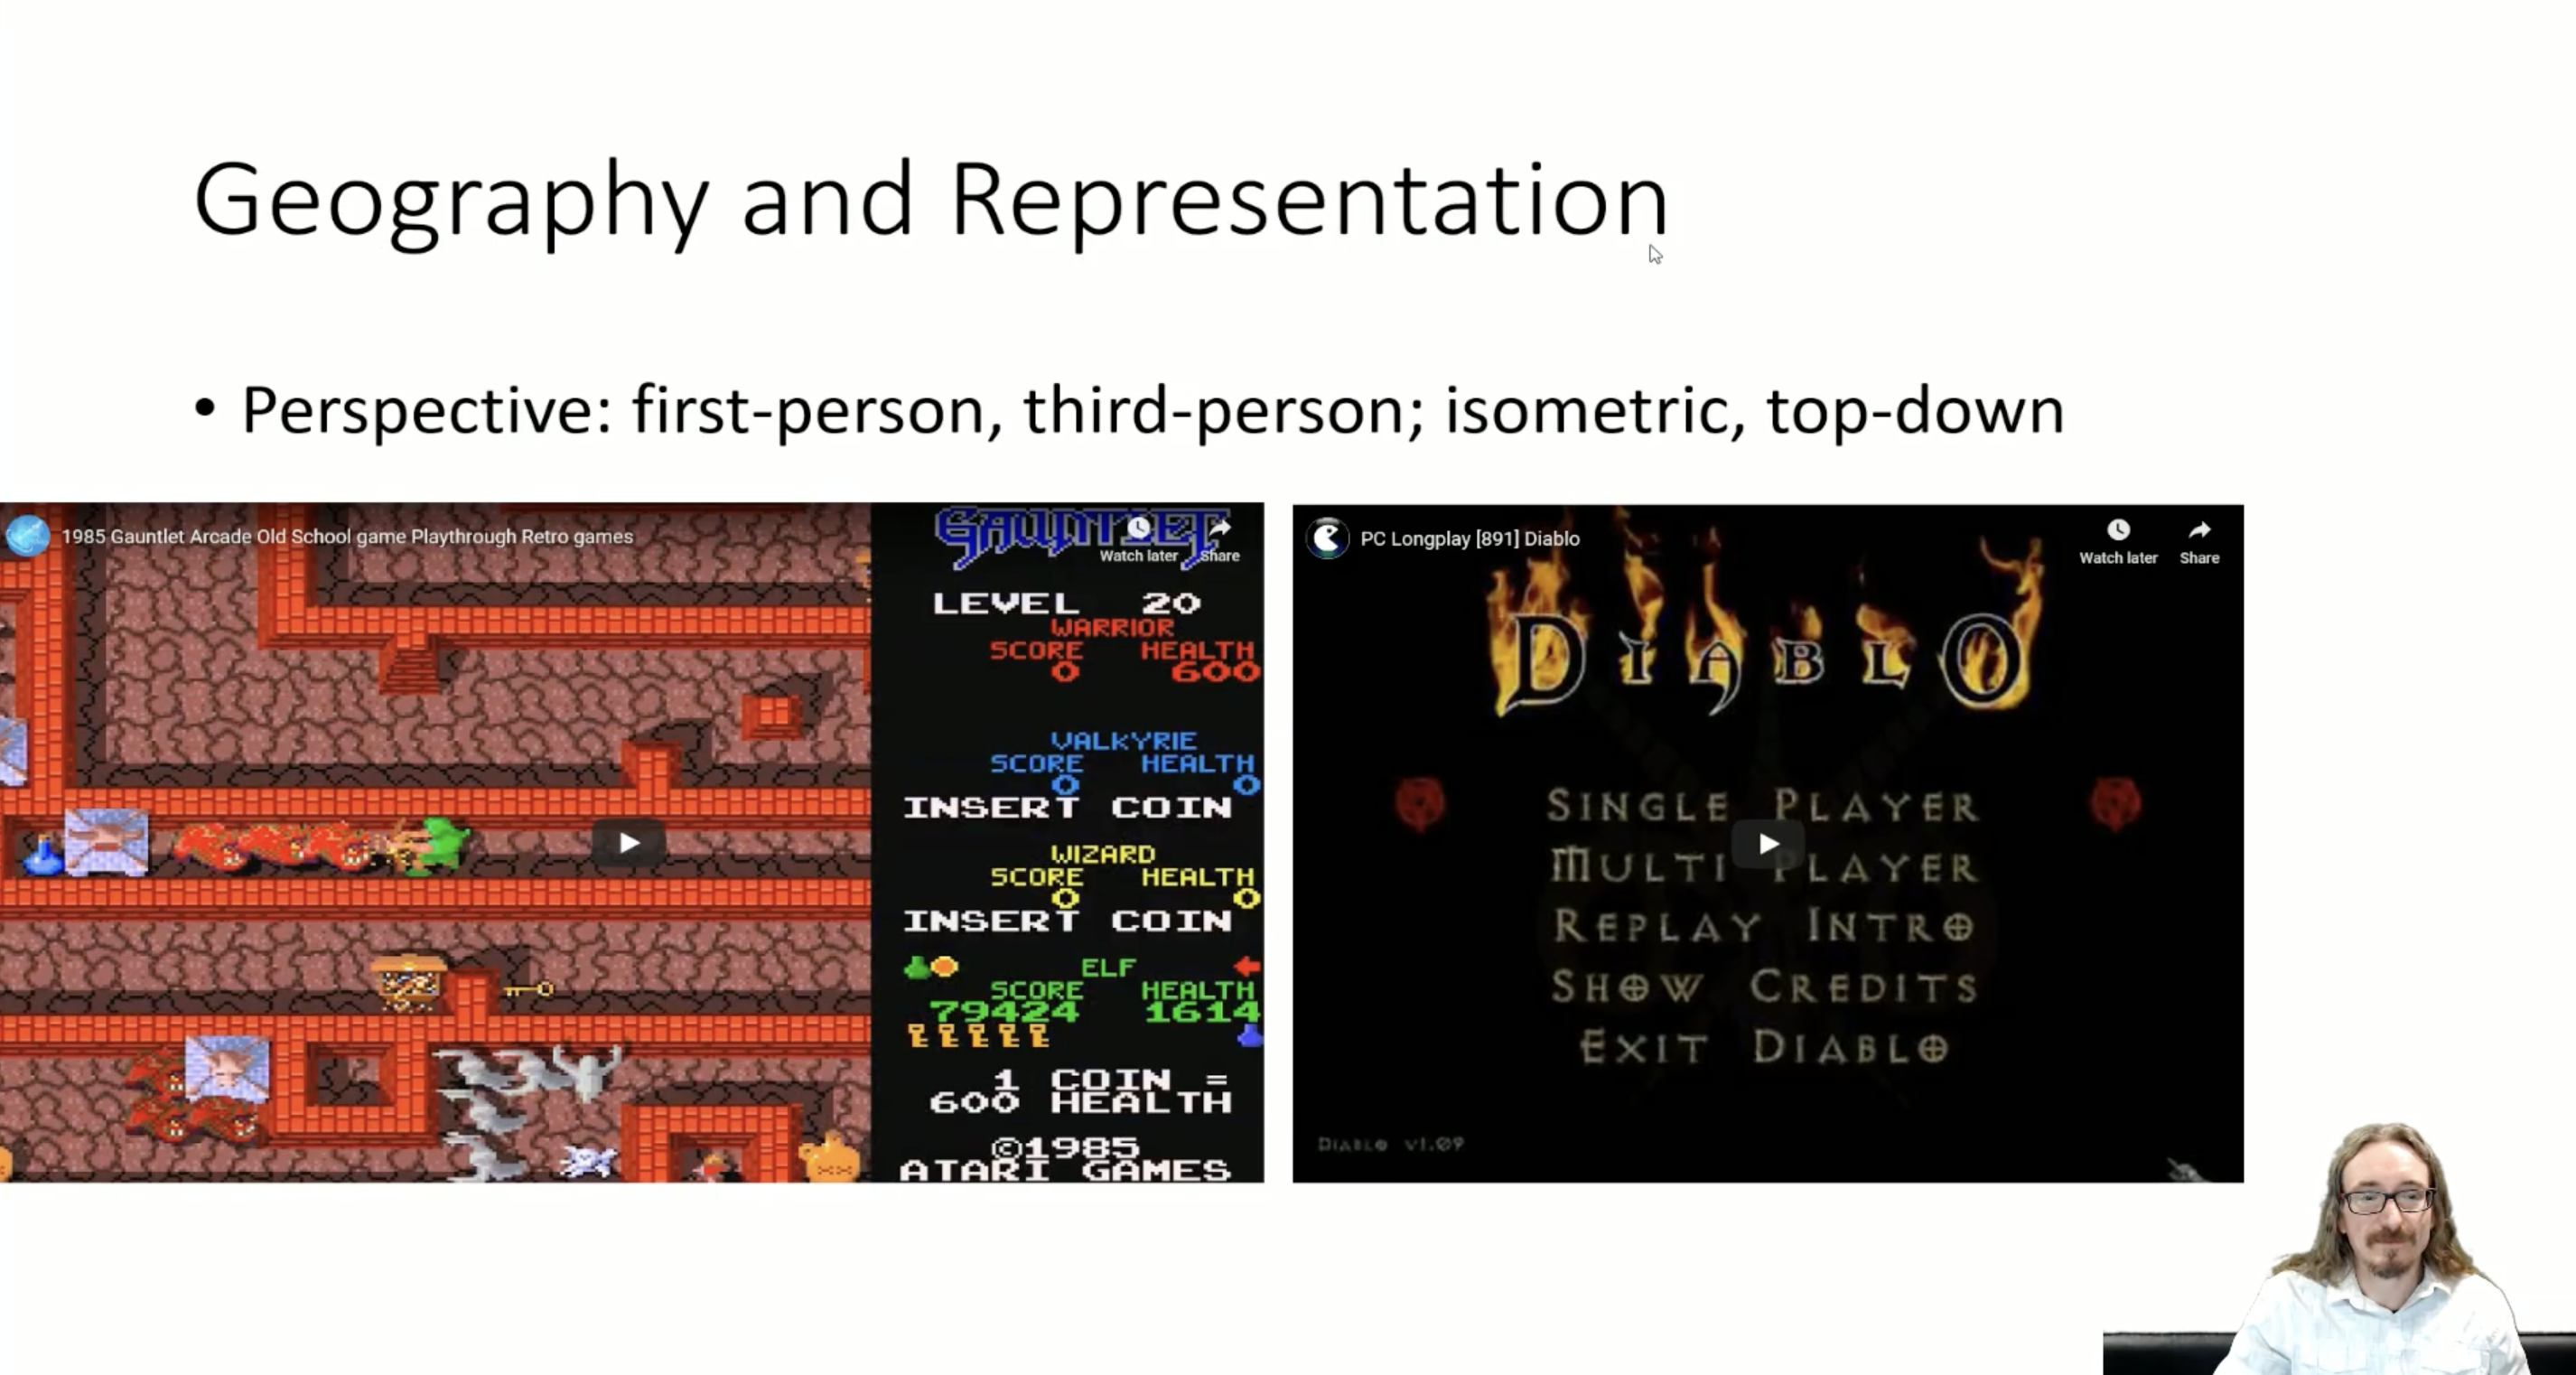 Geography and Representation
• Perspective: first-person, third-person; isometric, top-down
1985 Gauntlet Arcade Old School game Playthrough Retro games
GAUNTLET
Watch later
Share
LEVEL 20
WARRIOR
SCORE HEALTH
0 600
VALKYRIE
SCORE HEALTH
0 0
INSERT COIN
WIZARD
SCORE HEALTH
0 0
INSERT COIN
ELF
SCORE HEALTH
79424 1614
1 COIN =
600 HEALTH
©1985
ATARI GAMES
PC Longplay [891] Diablo
Watch later
Share
DIABLO
SINGLE PLAYER
MULTI PLAYER
REPLAY INTRO
SHOW CREDITS
EXIT DIABLO
DIABLO V1.09